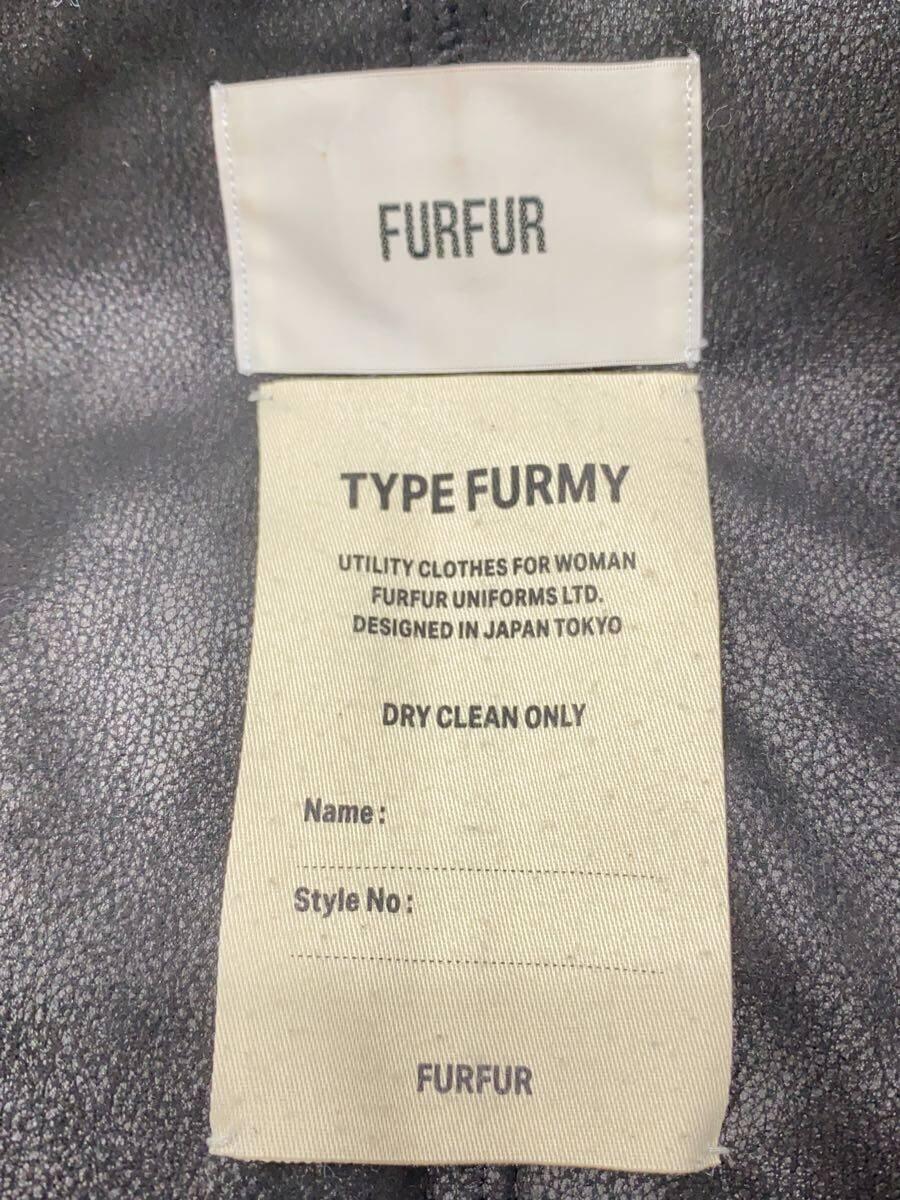 FURFUR
TYPE FURMY
UTILITY CLOTHES FOR WOMAN
FURFUR UNIFORMS LTD.
DESIGNED IN JAPAN TOKYO
DRY CLEAN ONLY
Name :
Style No :
FURFUR